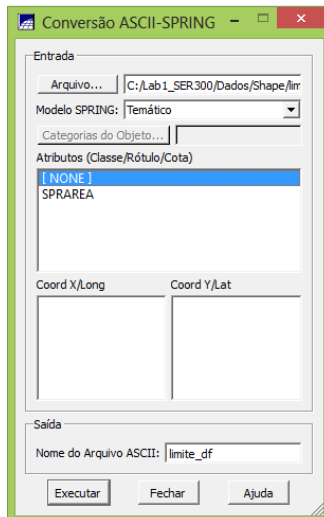 Conversão ASCII-SPRING
Entrada
Arquivo... C:/Lab1_SER300/Dados/Shape/lim
Modelo SPRING: Temático
Categorias do Objeto...
Atributos (Classe/Rótulo/Cota)
[ NONE ]
SPRAREA
Coord X/Long Coord Y/Lat
Saída
Nome do Arquivo ASCII: limite_df
Executar Fechar Ajuda